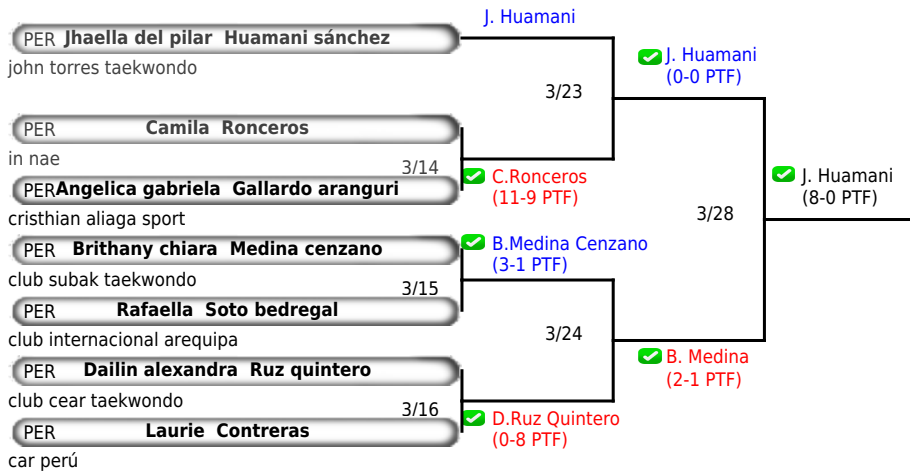 J. Huamani
PER Jhaella del pilar Huamani sánchez
john torres taekwondo
J. Huamani
(0-0 PTF)
3/23
PER Camila Ronceros
in nae
3/14
C.Ronceros
(11-9 PTF)
PER Angelica gabriela Gallardo aranguri
cristhian aliaga sport
J. Huamani
(8-0 PTF)
3/28
PER Brithany chiara Medina cenzano
club subak taekwondo
B.Medina Cenzano
(3-1 PTF)
3/15
PER Rafaella Soto bedregal
club internacional arequipa
3/24
B. Medina
(2-1 PTF)
PER Dailin alexandra Ruz quintero
club cear taekwondo
3/16
D.Ruz Quintero
(0-8 PTF)
PER Laurie Contreras
car perú